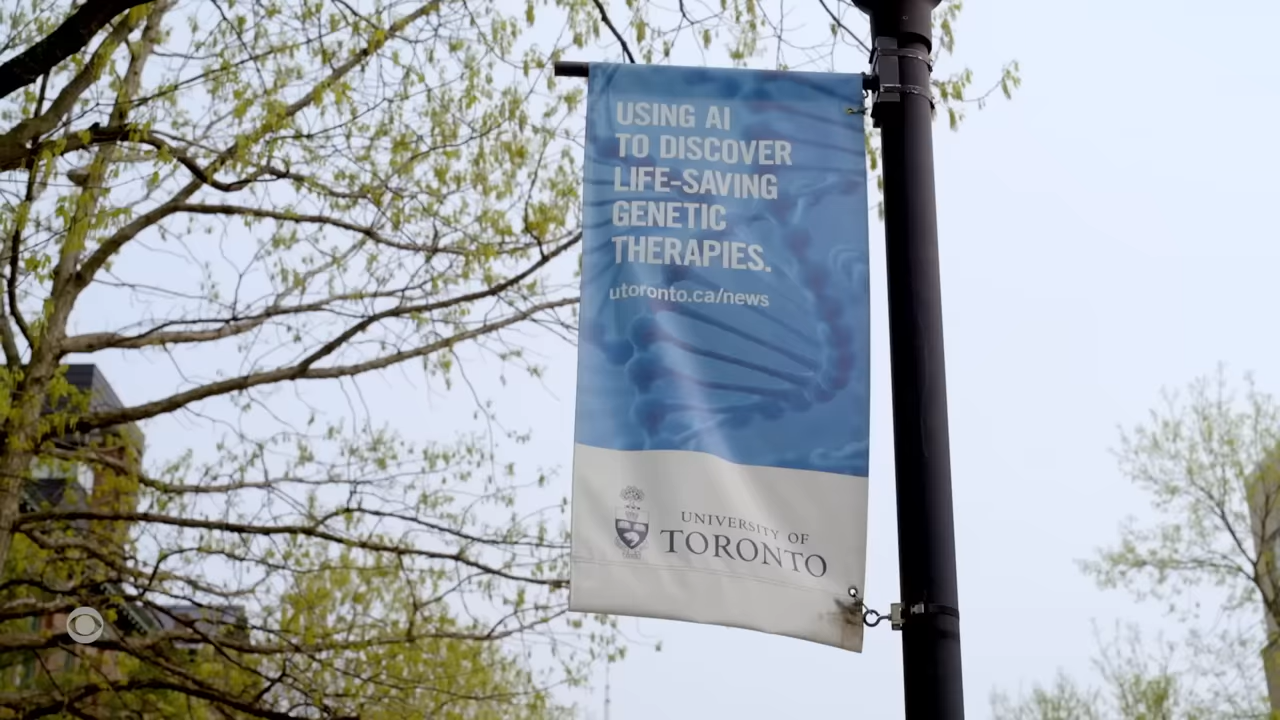 USING AI
TO DISCOVER
LIFE-SAVING
GENETIC
THERAPIES.
utoronto.ca/news
UNIVERSITY OF
TORONTO